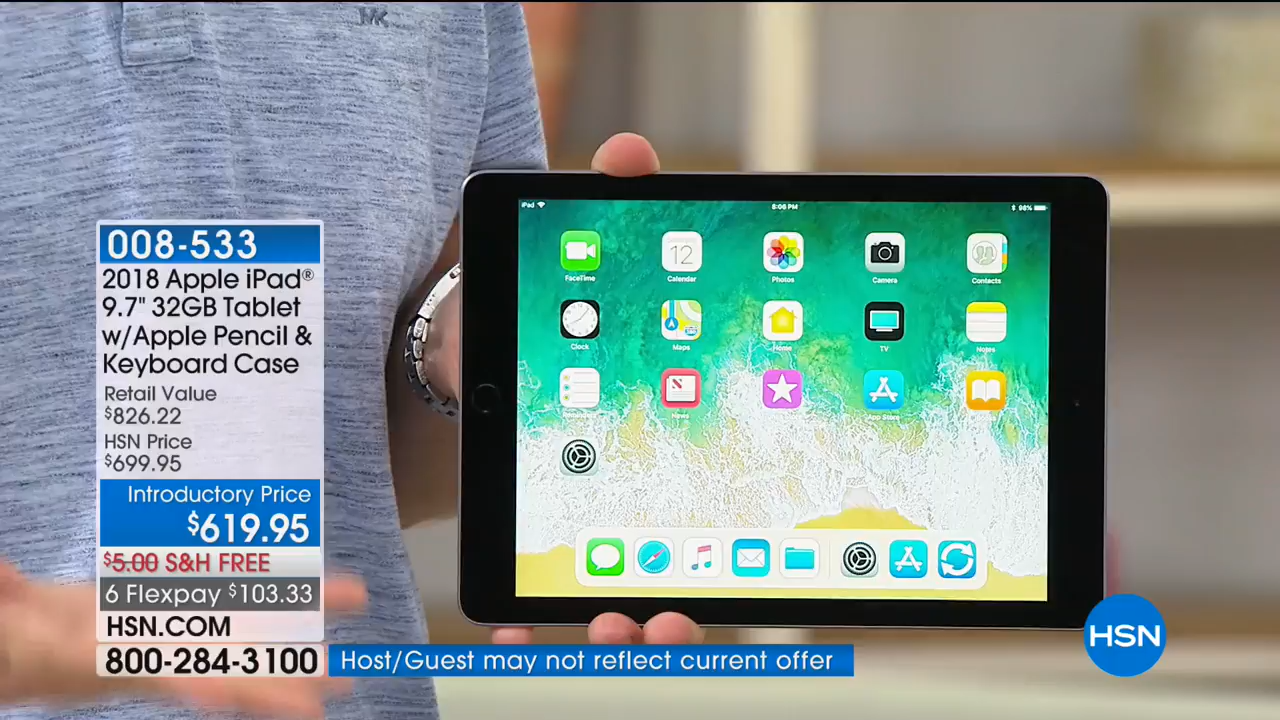 MK
008-533
2018 Apple iPad®
9.7" 32GB Tablet
w/Apple Pencil &
Keyboard Case
Retail Value
$826.22
HSN Price
$699.95
Introductory Price
$619.95
$5.00 S&H FREE
6 Flexpay $103.33
HSN.COM
800-284-3100
Host/Guest may not reflect current offer
HSN
iPad 5:06 PM 98%
FaceTime Calendar Photos Camera Contacts
12
Clock Maps Home TV Notes
News App Store